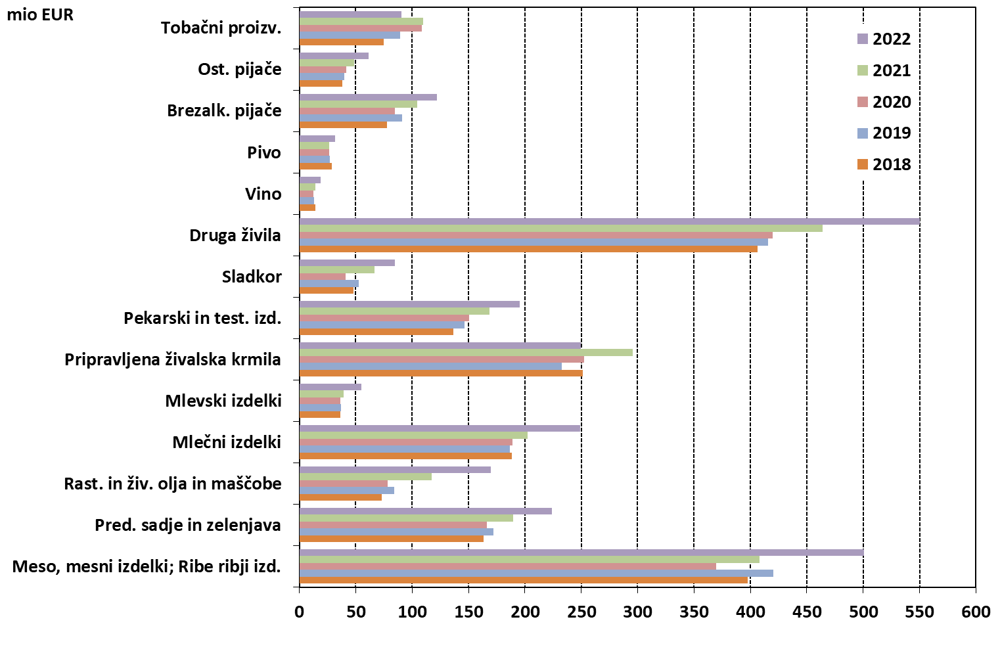 mio EUR
Tobačni proizv.
Ost. pijače
Brezalk. pijače
Pivo
Vino
Druga živila
Sladkor
Pekarski in test. izd.
Pripravljena živalska krmila
Mlevski izdelki
Mlečni izdelki
Rast. in živ. olja in maščobe
Pred. sadje in zelenjava
Meso, mesni izdelki; Ribe ribji izd.
2022
2021
2020
2019
2018
0 50 100 150 200 250 300 350 400 450 500 550 600